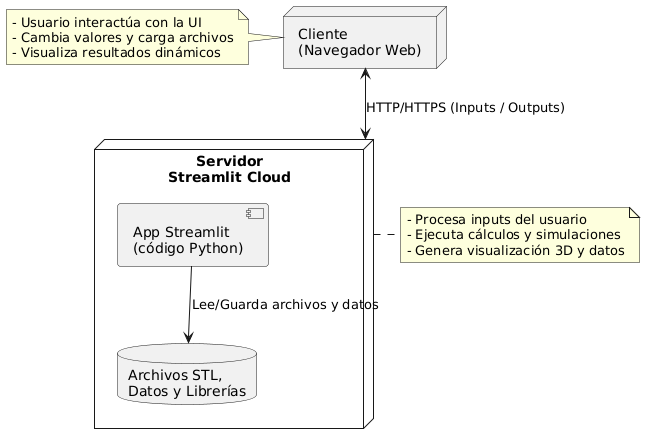 - Usuario interactúa con la UI
- Cambia valores y carga archivos
- Visualiza resultados dinámicos
Cliente
(Navegador Web)
HTTP/HTTPS (Inputs / Outputs)
Servidor
Streamlit Cloud
App Streamlit
(código Python)
- Procesa inputs del usuario
- Ejecuta cálculos y simulaciones
- Genera visualización 3D y datos
Lee/Guarda archivos y datos
Archivos STL,
Datos y Librerías